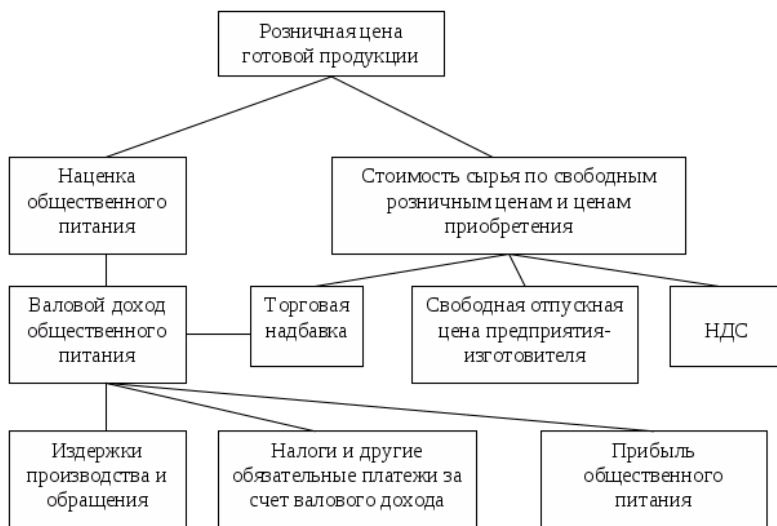 Розничная цена
готовой продукции
Наценка
общественного
питания
Стоимость сырья по свободным
розничным ценам и ценам
приобретения
Валовой доход
общественного
питания
Торговая
надбавка
Свободная отпускная
цена предприятия-
изготовителя
НДС
Издержки
производства и
обращения
Налоги и другие
обязательные платежи за
счет валового дохода
Прибыль
общественного
питания